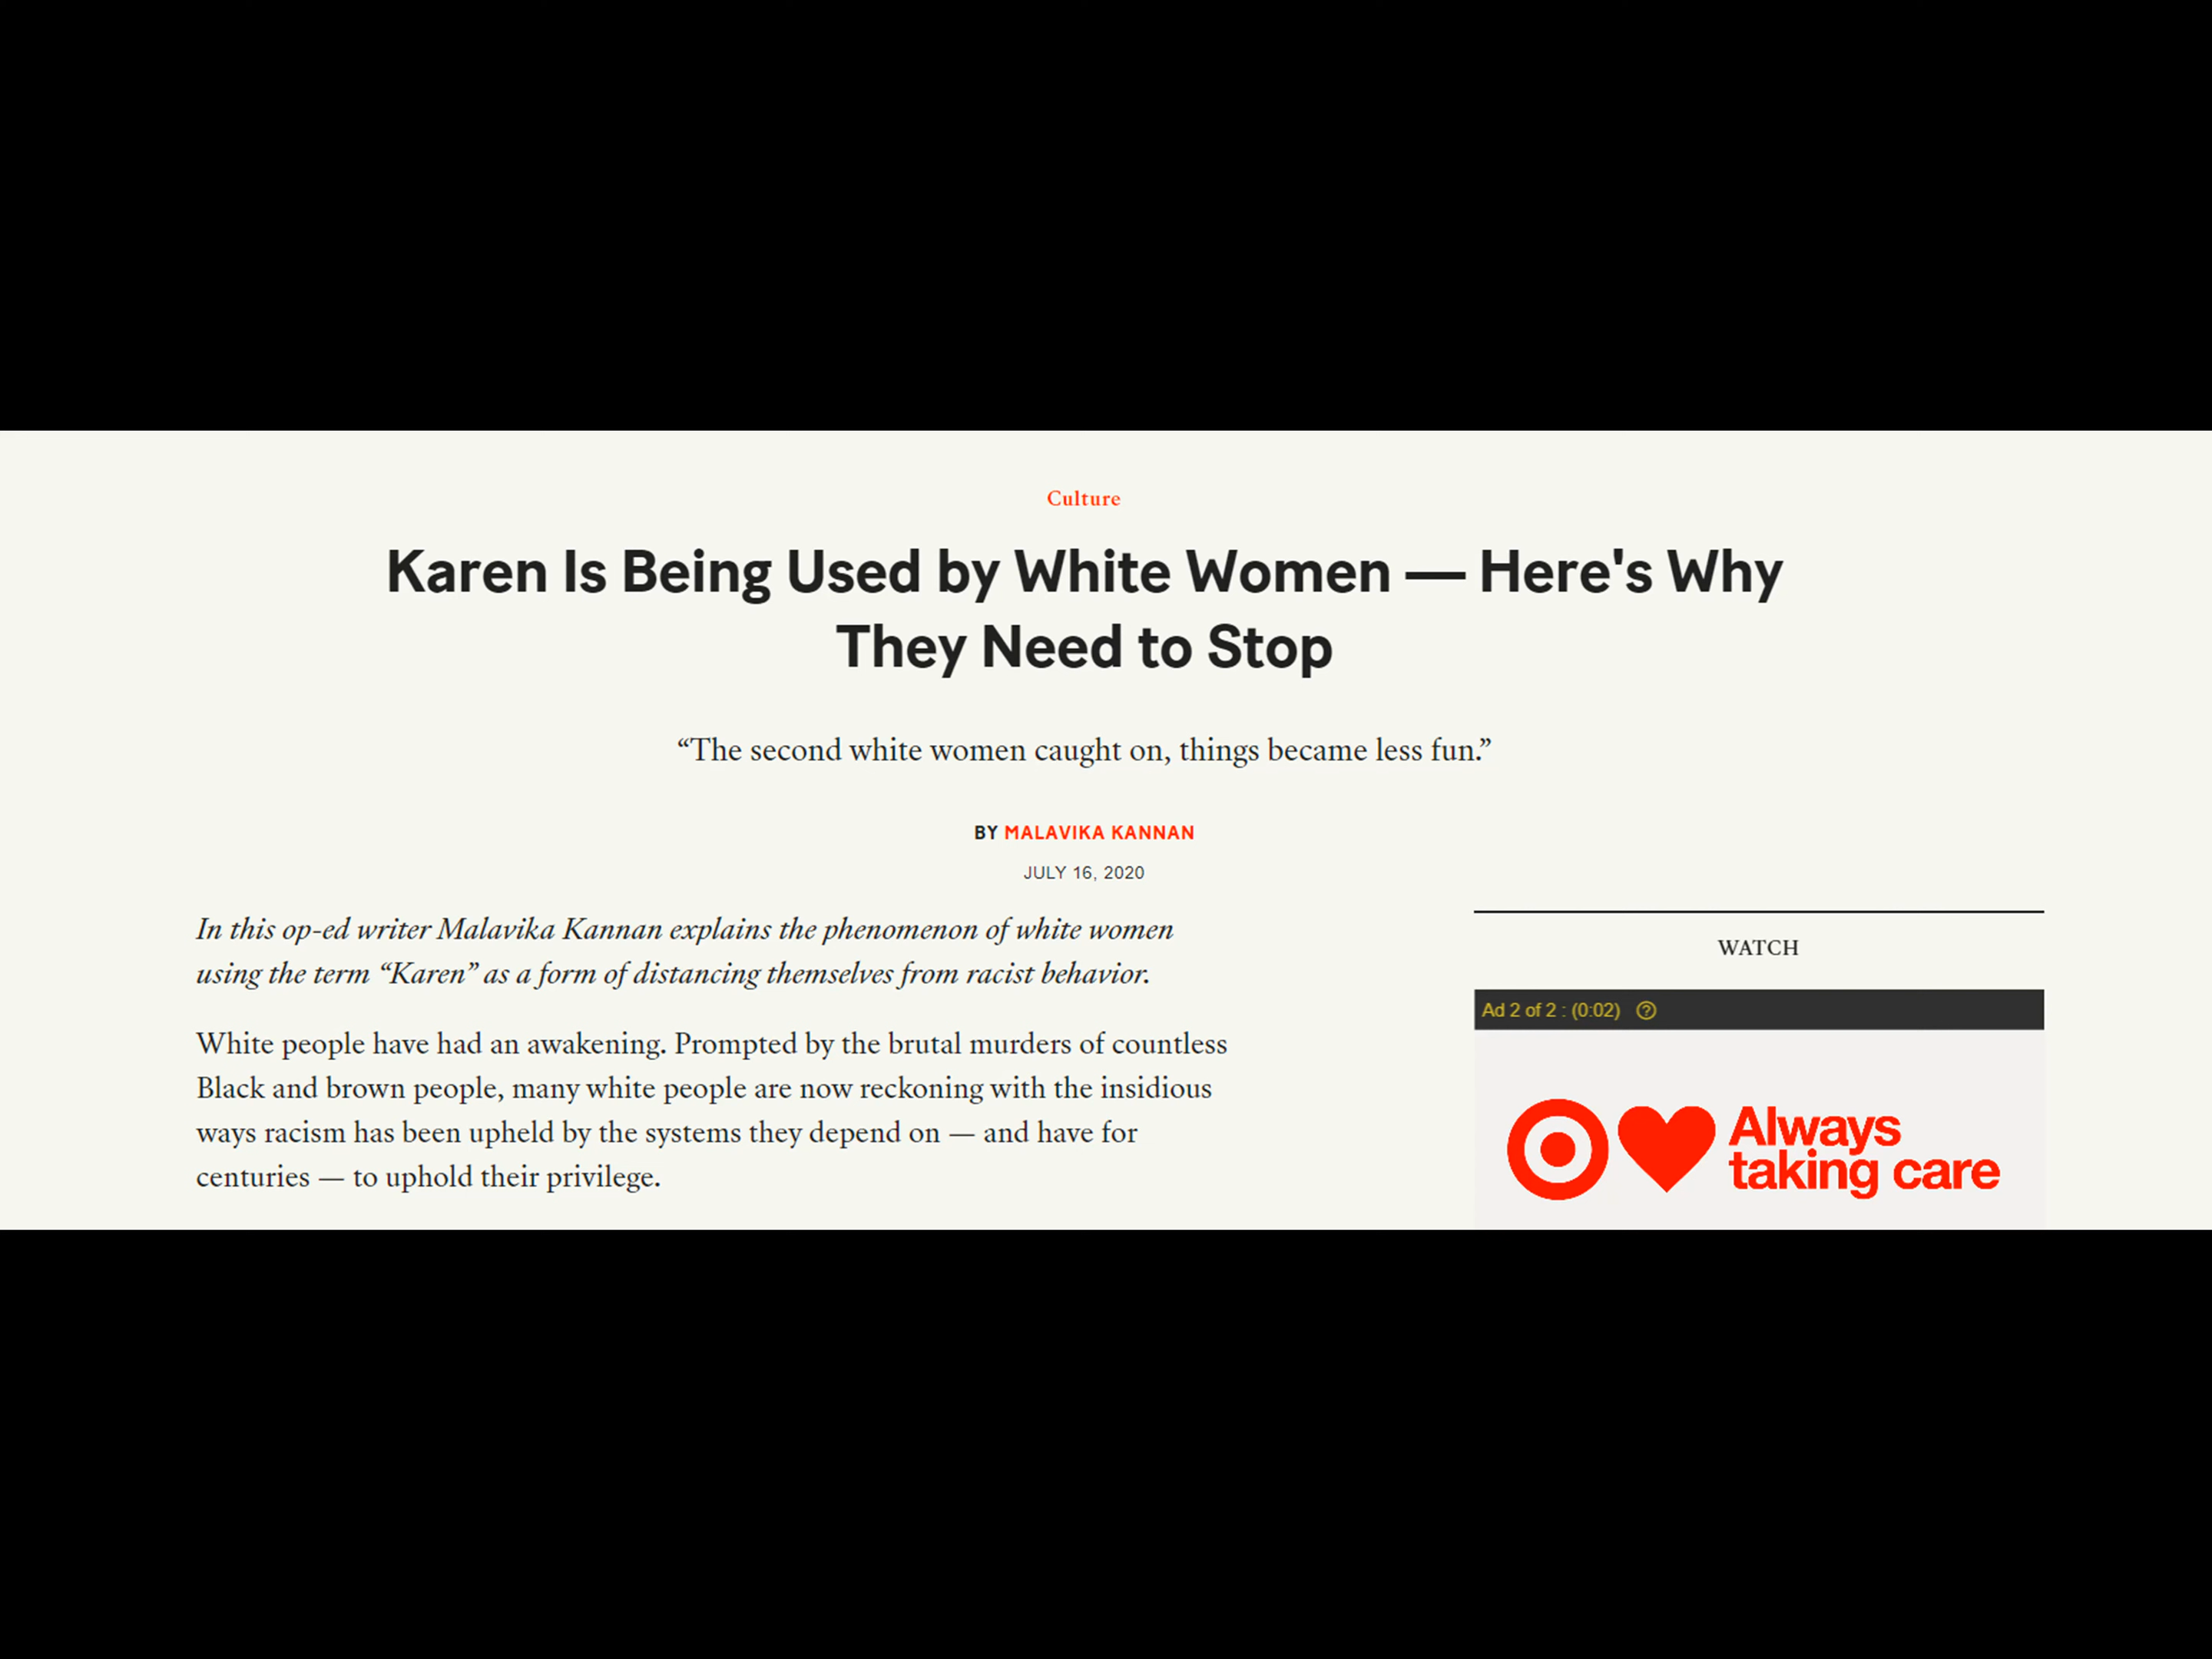 Culture
Karen Is Being Used by White Women — Here's Why
They Need to Stop
“The second white women caught on, things became less fun.”
BY MALAVIKA KANNAN
JULY 16, 2020
In this op-ed writer Malavika Kannan explains the phenomenon of white women
using the term “Karen” as a form of distancing themselves from racist behavior.
White people have had an awakening. Prompted by the brutal murders of countless
Black and brown people, many white people are now reckoning with the insidious
ways racism has been upheld by the systems they depend on — and have for
centuries — to uphold their privilege.
WATCH
Ad 2 of 2 : (0:02) ?
Always
taking care